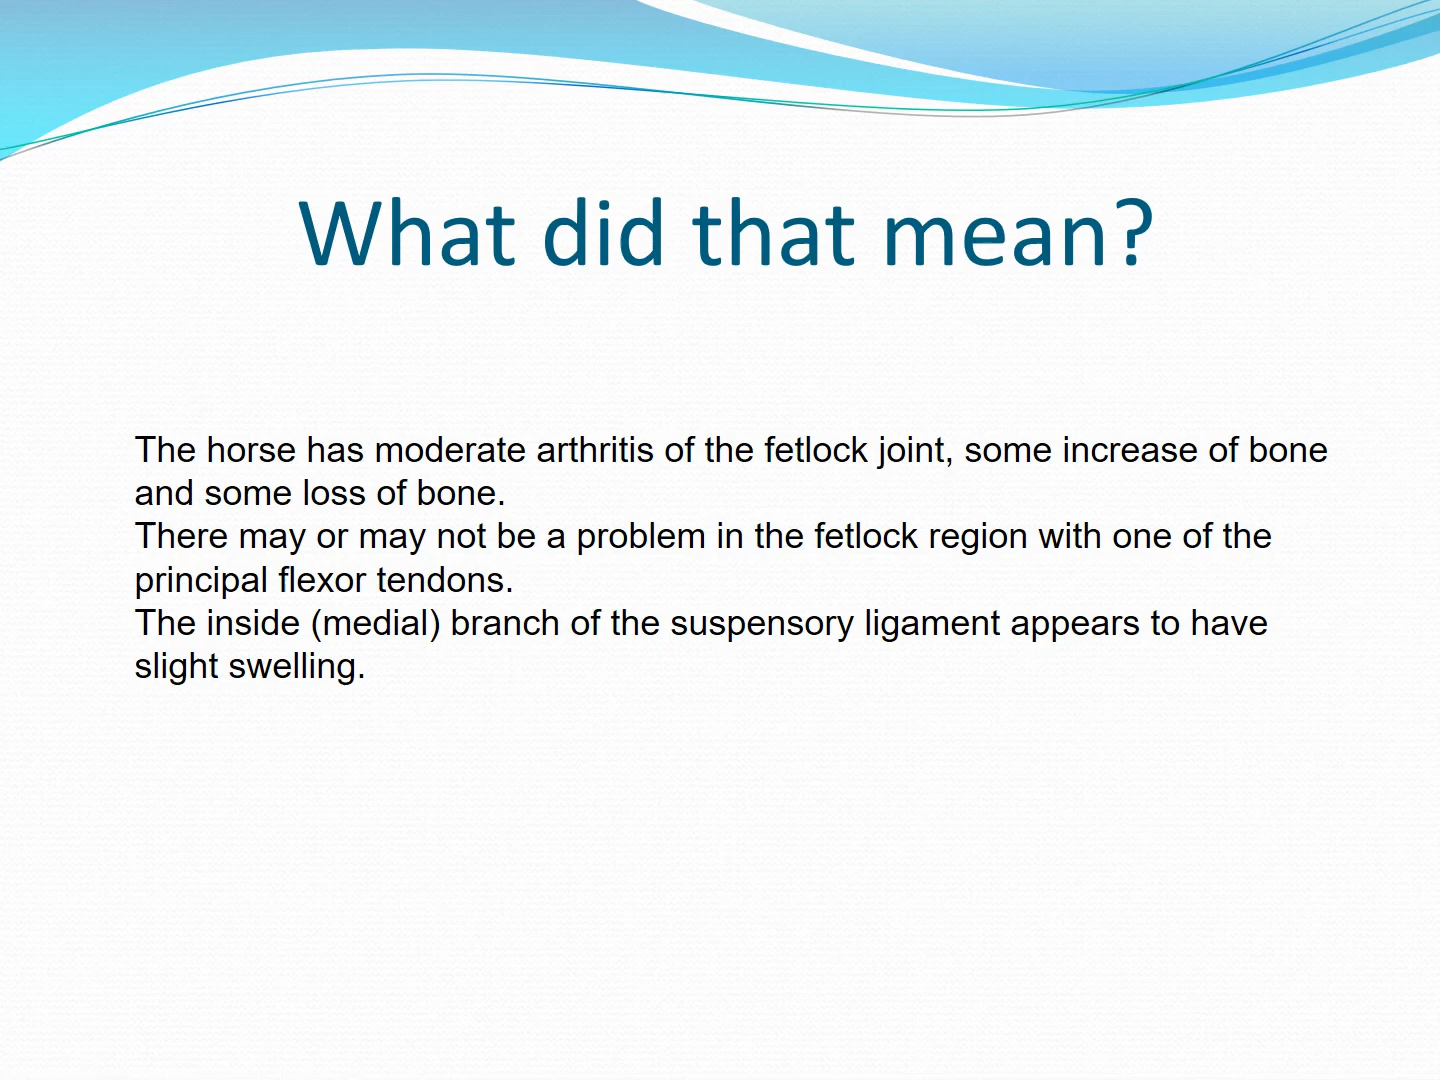 What did that mean?
The horse has moderate arthritis of the fetlock joint, some increase of bone
and some loss of bone.
There may or may not be a problem in the fetlock region with one of the
principal flexor tendons.
The inside (medial) branch of the suspensory ligament appears to have
slight swelling.